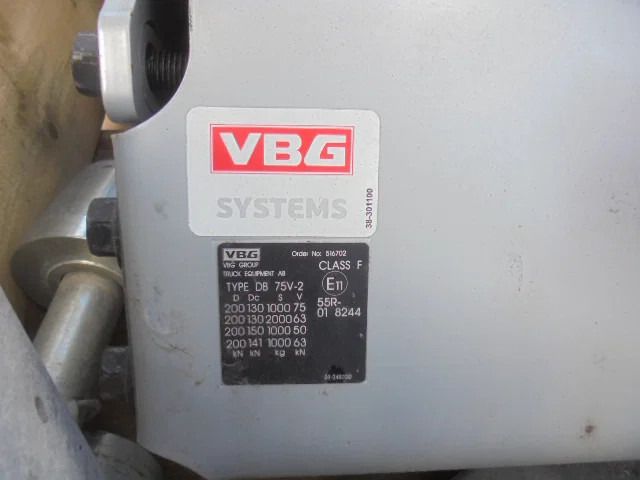 VBG
SYSTEMS
38-301100
VBG
Order No: 516702
VBG GROUP
TRUCK EQUIPMENT AB
CLASS F
TYPE DB 75V-2
E11
D Dc S V
200 130 1000 75
55R-
200 130 2000 63
01 8244
200 150 1000 50
200 141 1000 63
kN kN kg kN